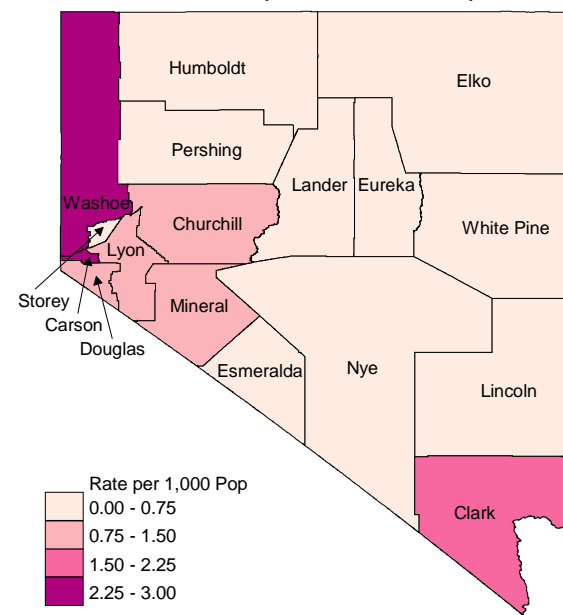 Humboldt
Elko
Pershing
Lander
Eureka
Washoe
Churchill
White Pine
Lyon
Storey
Carson
Douglas
Mineral
Esmeralda
Nye
Lincoln
Clark
Rate per 1,000 Pop
0.00 - 0.75
0.75 - 1.50
1.50 - 2.25
2.25 - 3.00